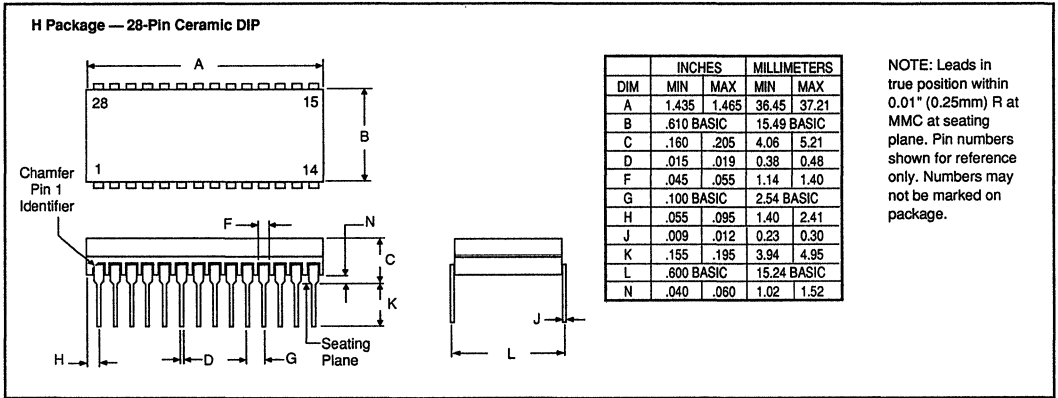 H Package — 28-Pin Ceramic DIP
A
28 15
B
1 14
Chamfer
Pin 1
Identifier
F
N
C
K
Seating
Plane
H
D
G
J
L
INCHES MILLIMETERS
DIM MIN MAX MIN MAX
A 1.435 1.465 36.45 37.21
B .610 BASIC 15.49 BASIC
C .160 .205 4.06 5.21
D .015 .019 0.38 0.48
F .045 .055 1.14 1.40
G .100 BASIC 2.54 BASIC
H .055 .095 1.40 2.41
J .009 .012 0.23 0.30
K .155 .195 3.94 4.95
L .600 BASIC 15.24 BASIC
N .040 .060 1.02 1.52
NOTE: Leads in
true position within
0.01" (0.25mm) R at
MMC at seating
plane. Pin numbers
shown for reference
only. Numbers may
not be marked on
package.